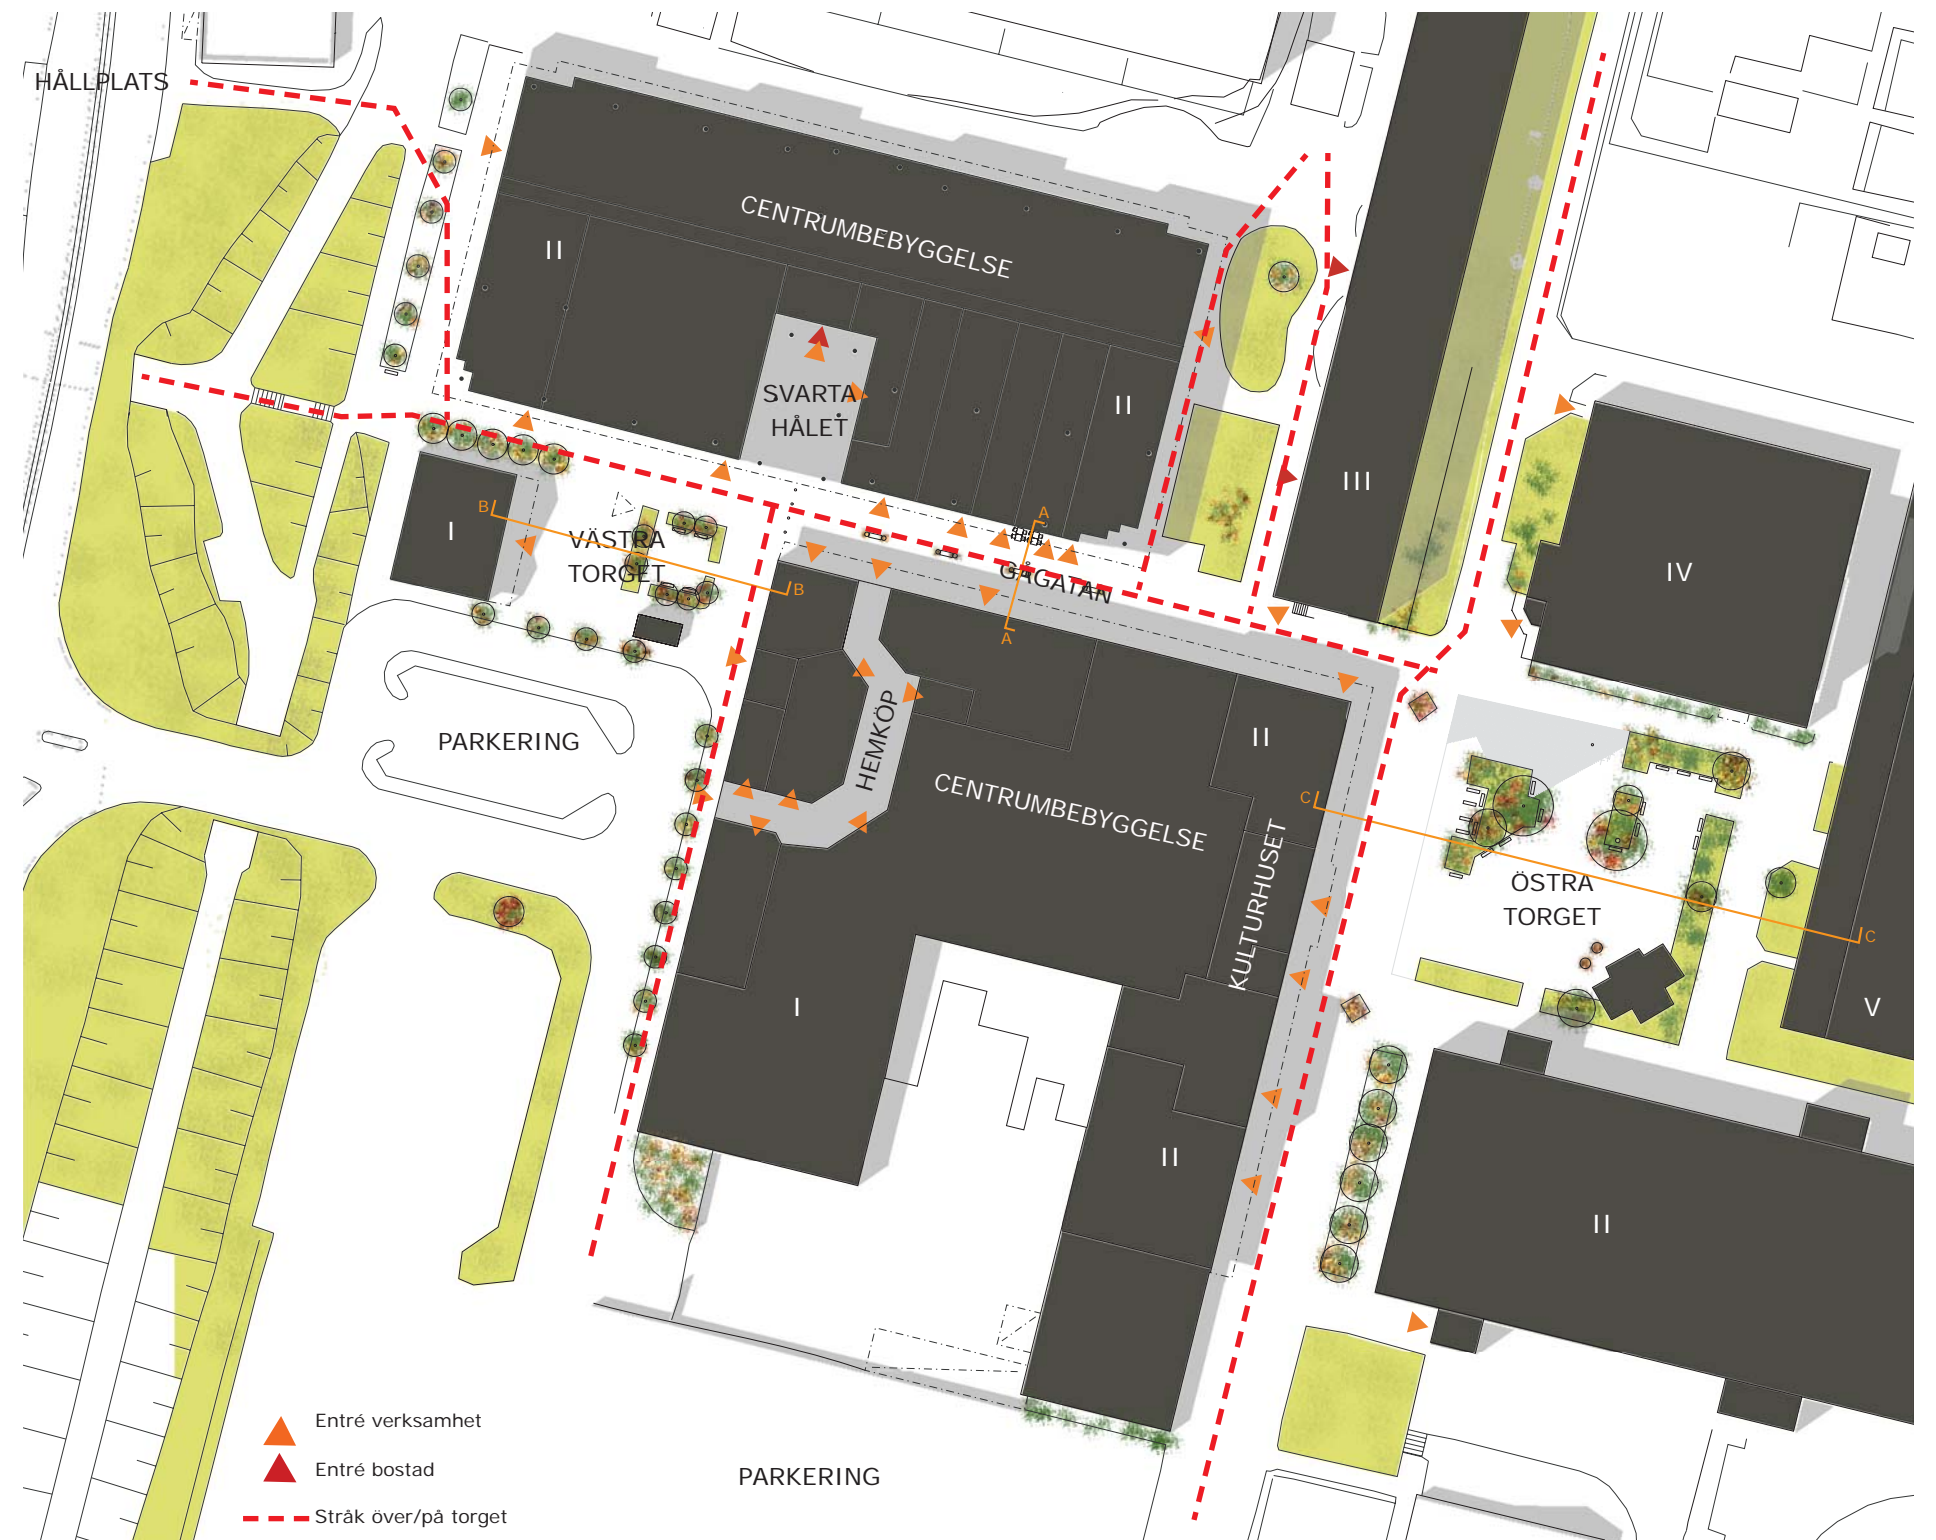 HÅLLPLATS
CENTRUMBEBYGGELSE
II
SVARTA
HÅLET
II
III
IV
I
B
VÄSTRA
TORGET
B
A
GÅGATAN
A
PARKERING
HEMKÖP
II
CENTRUMBEBYGGELSE
C
KULTURHUSET
ÖSTRA
TORGET
C
I
V
II
II
Entré verksamhet
Entré bostad
Stråk över/på torget
PARKERING